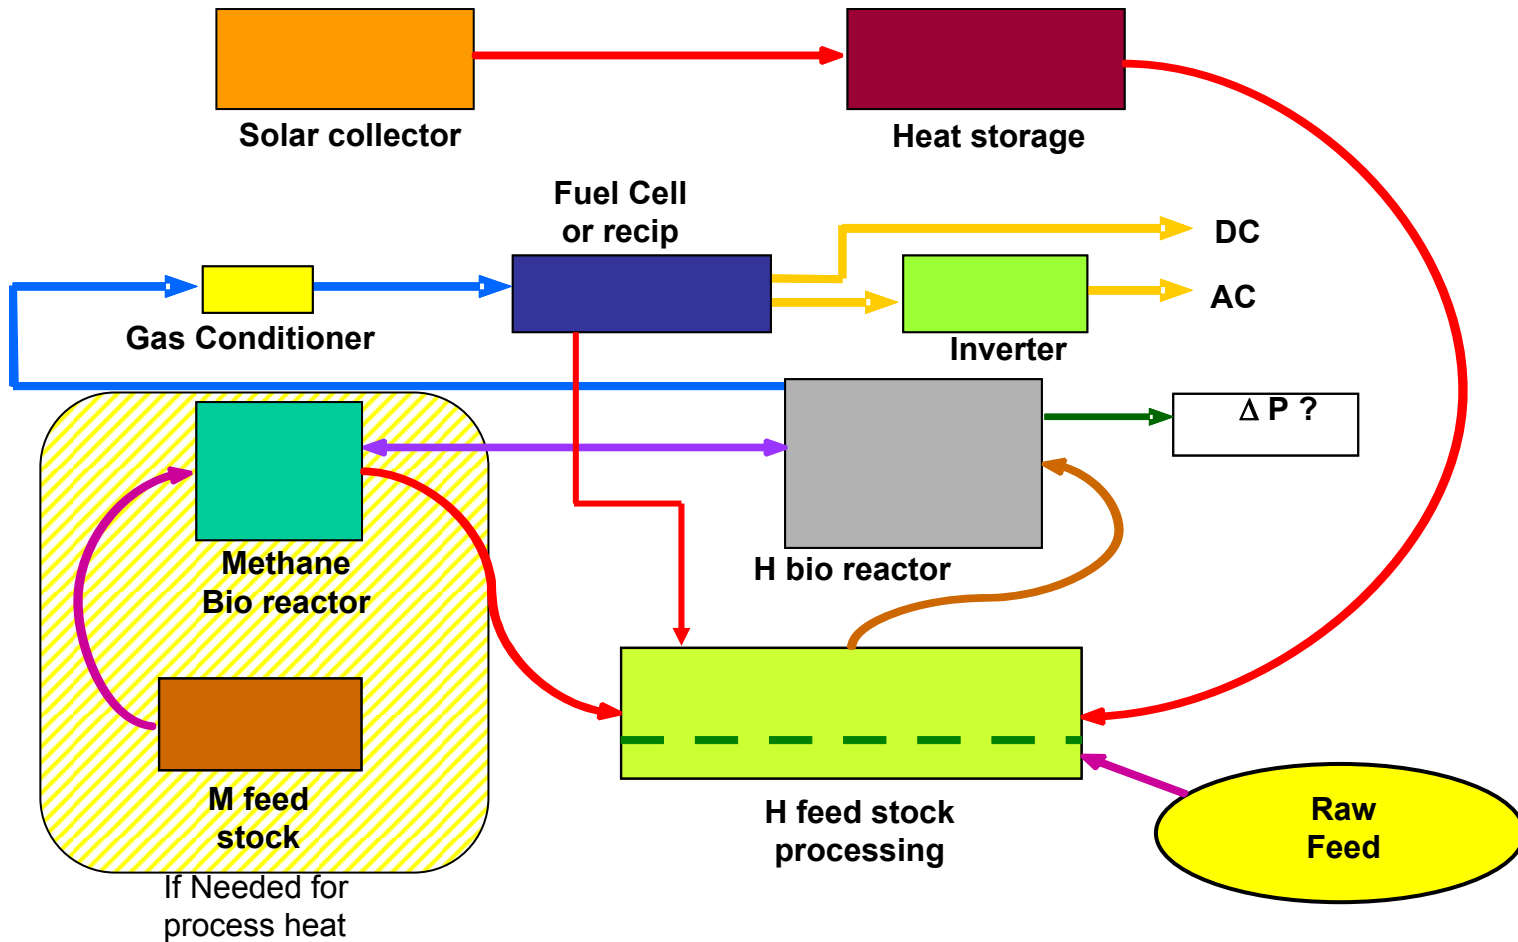 Solar collector
Heat storage
Fuel Cell
or recip
DC
AC
Gas Conditioner
Inverter
Δ P ?
Methane
Bio reactor
H bio reactor
M feed
stock
H feed stock
processing
Raw
Feed
If Needed for
process heat